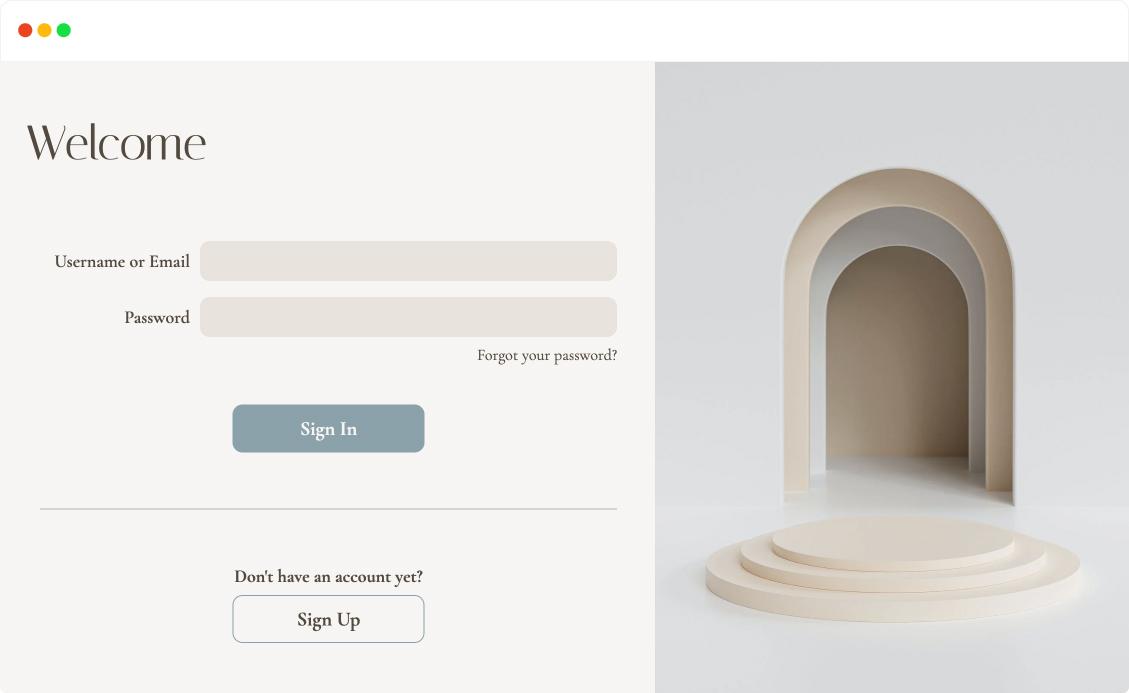 Welcome
Username or Email
Password
Forgot your password?
Sign In
Don't have an account yet?
Sign Up